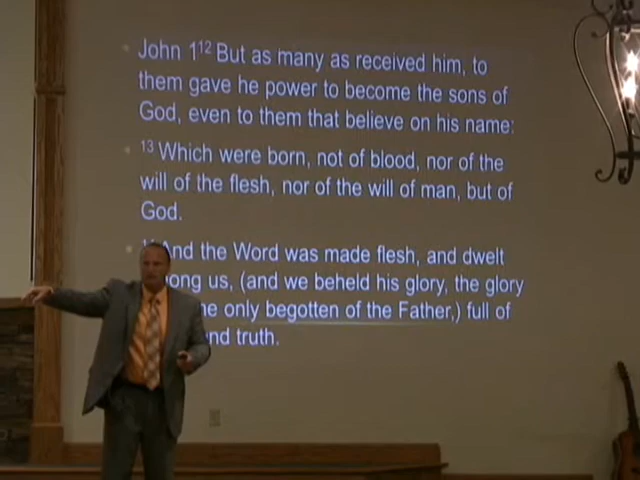 John 1¹² But as many as received him, to
them gave he power to become the sons of
God, even to them that believe on his name:
¹³ Which were born, not of blood, nor of the
will of the flesh, nor of the will of man, but of
God.
And the Word was made flesh, and dwelt
ong us, (and we beheld his glory, the glory
he only begotten of the Father,) full of
nd truth.